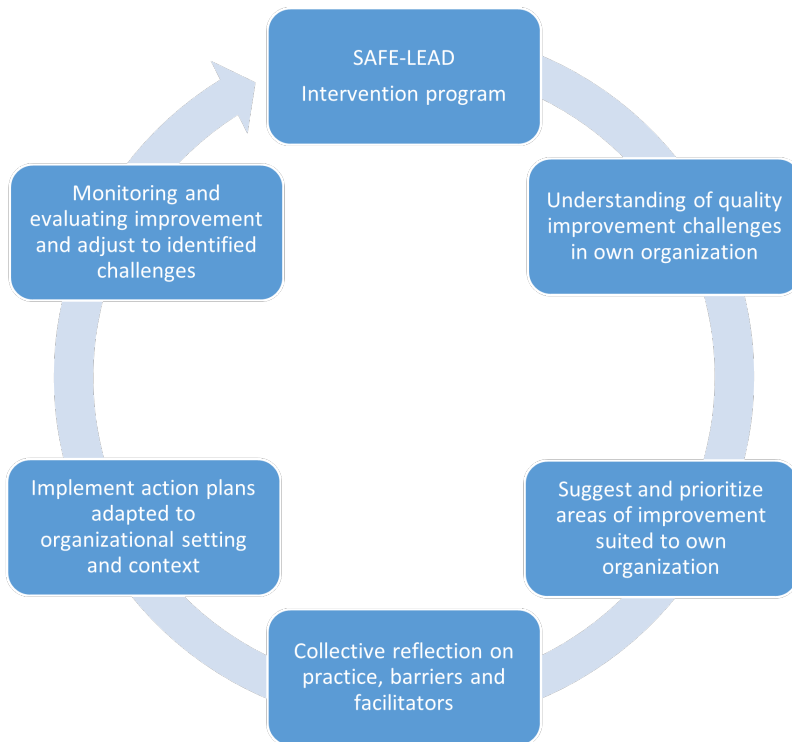 SAFE-LEAD
Intervention program
Understanding of quality
improvement challenges
in own organization
Suggest and prioritize
areas of improvement
suited to own
organization
Collective reflection on
practice, barriers and
facilitators
Implement action plans
adapted to
organizational setting
and context
Monitoring and
evaluating improvement
and adjust to identified
challenges